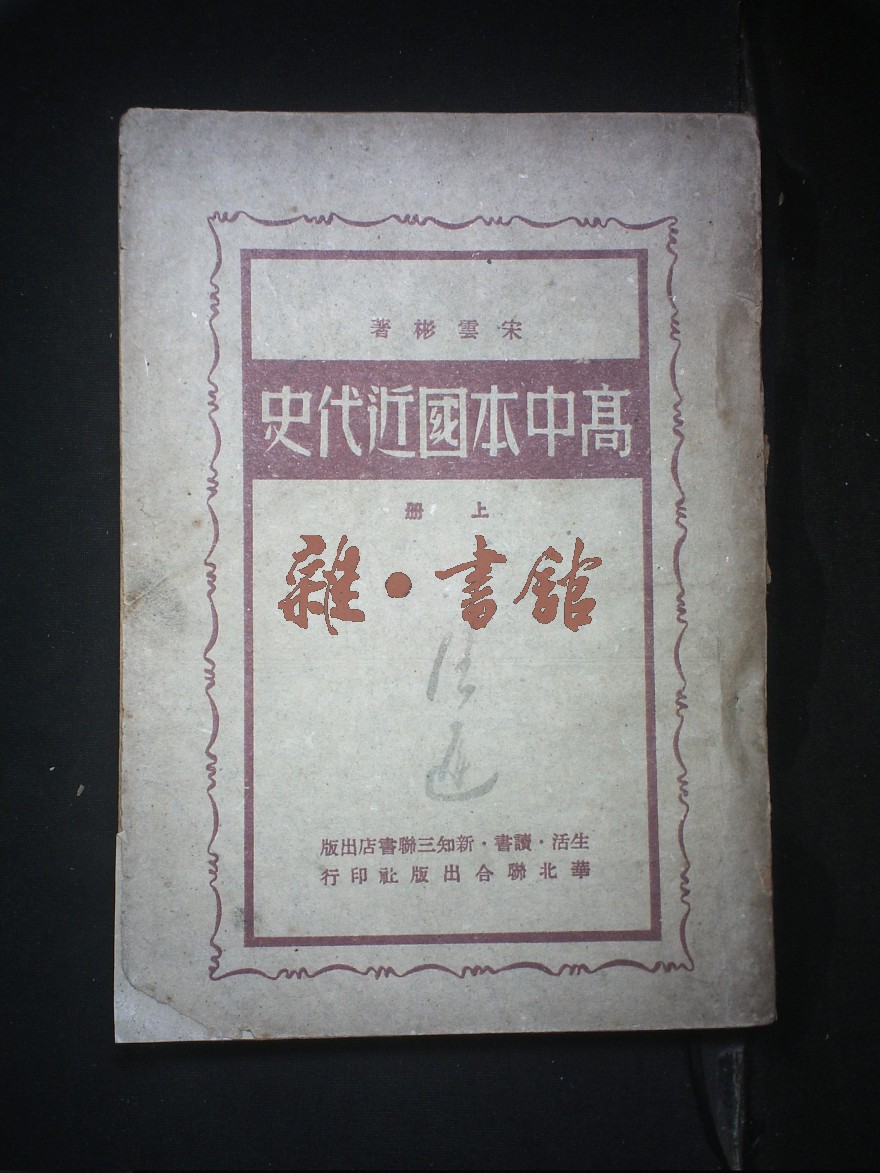 宋雲彬著
高中本國近代史
上册
雜·書館
生活·讀書·新知三聯書店出版
華北聯合出版社印行